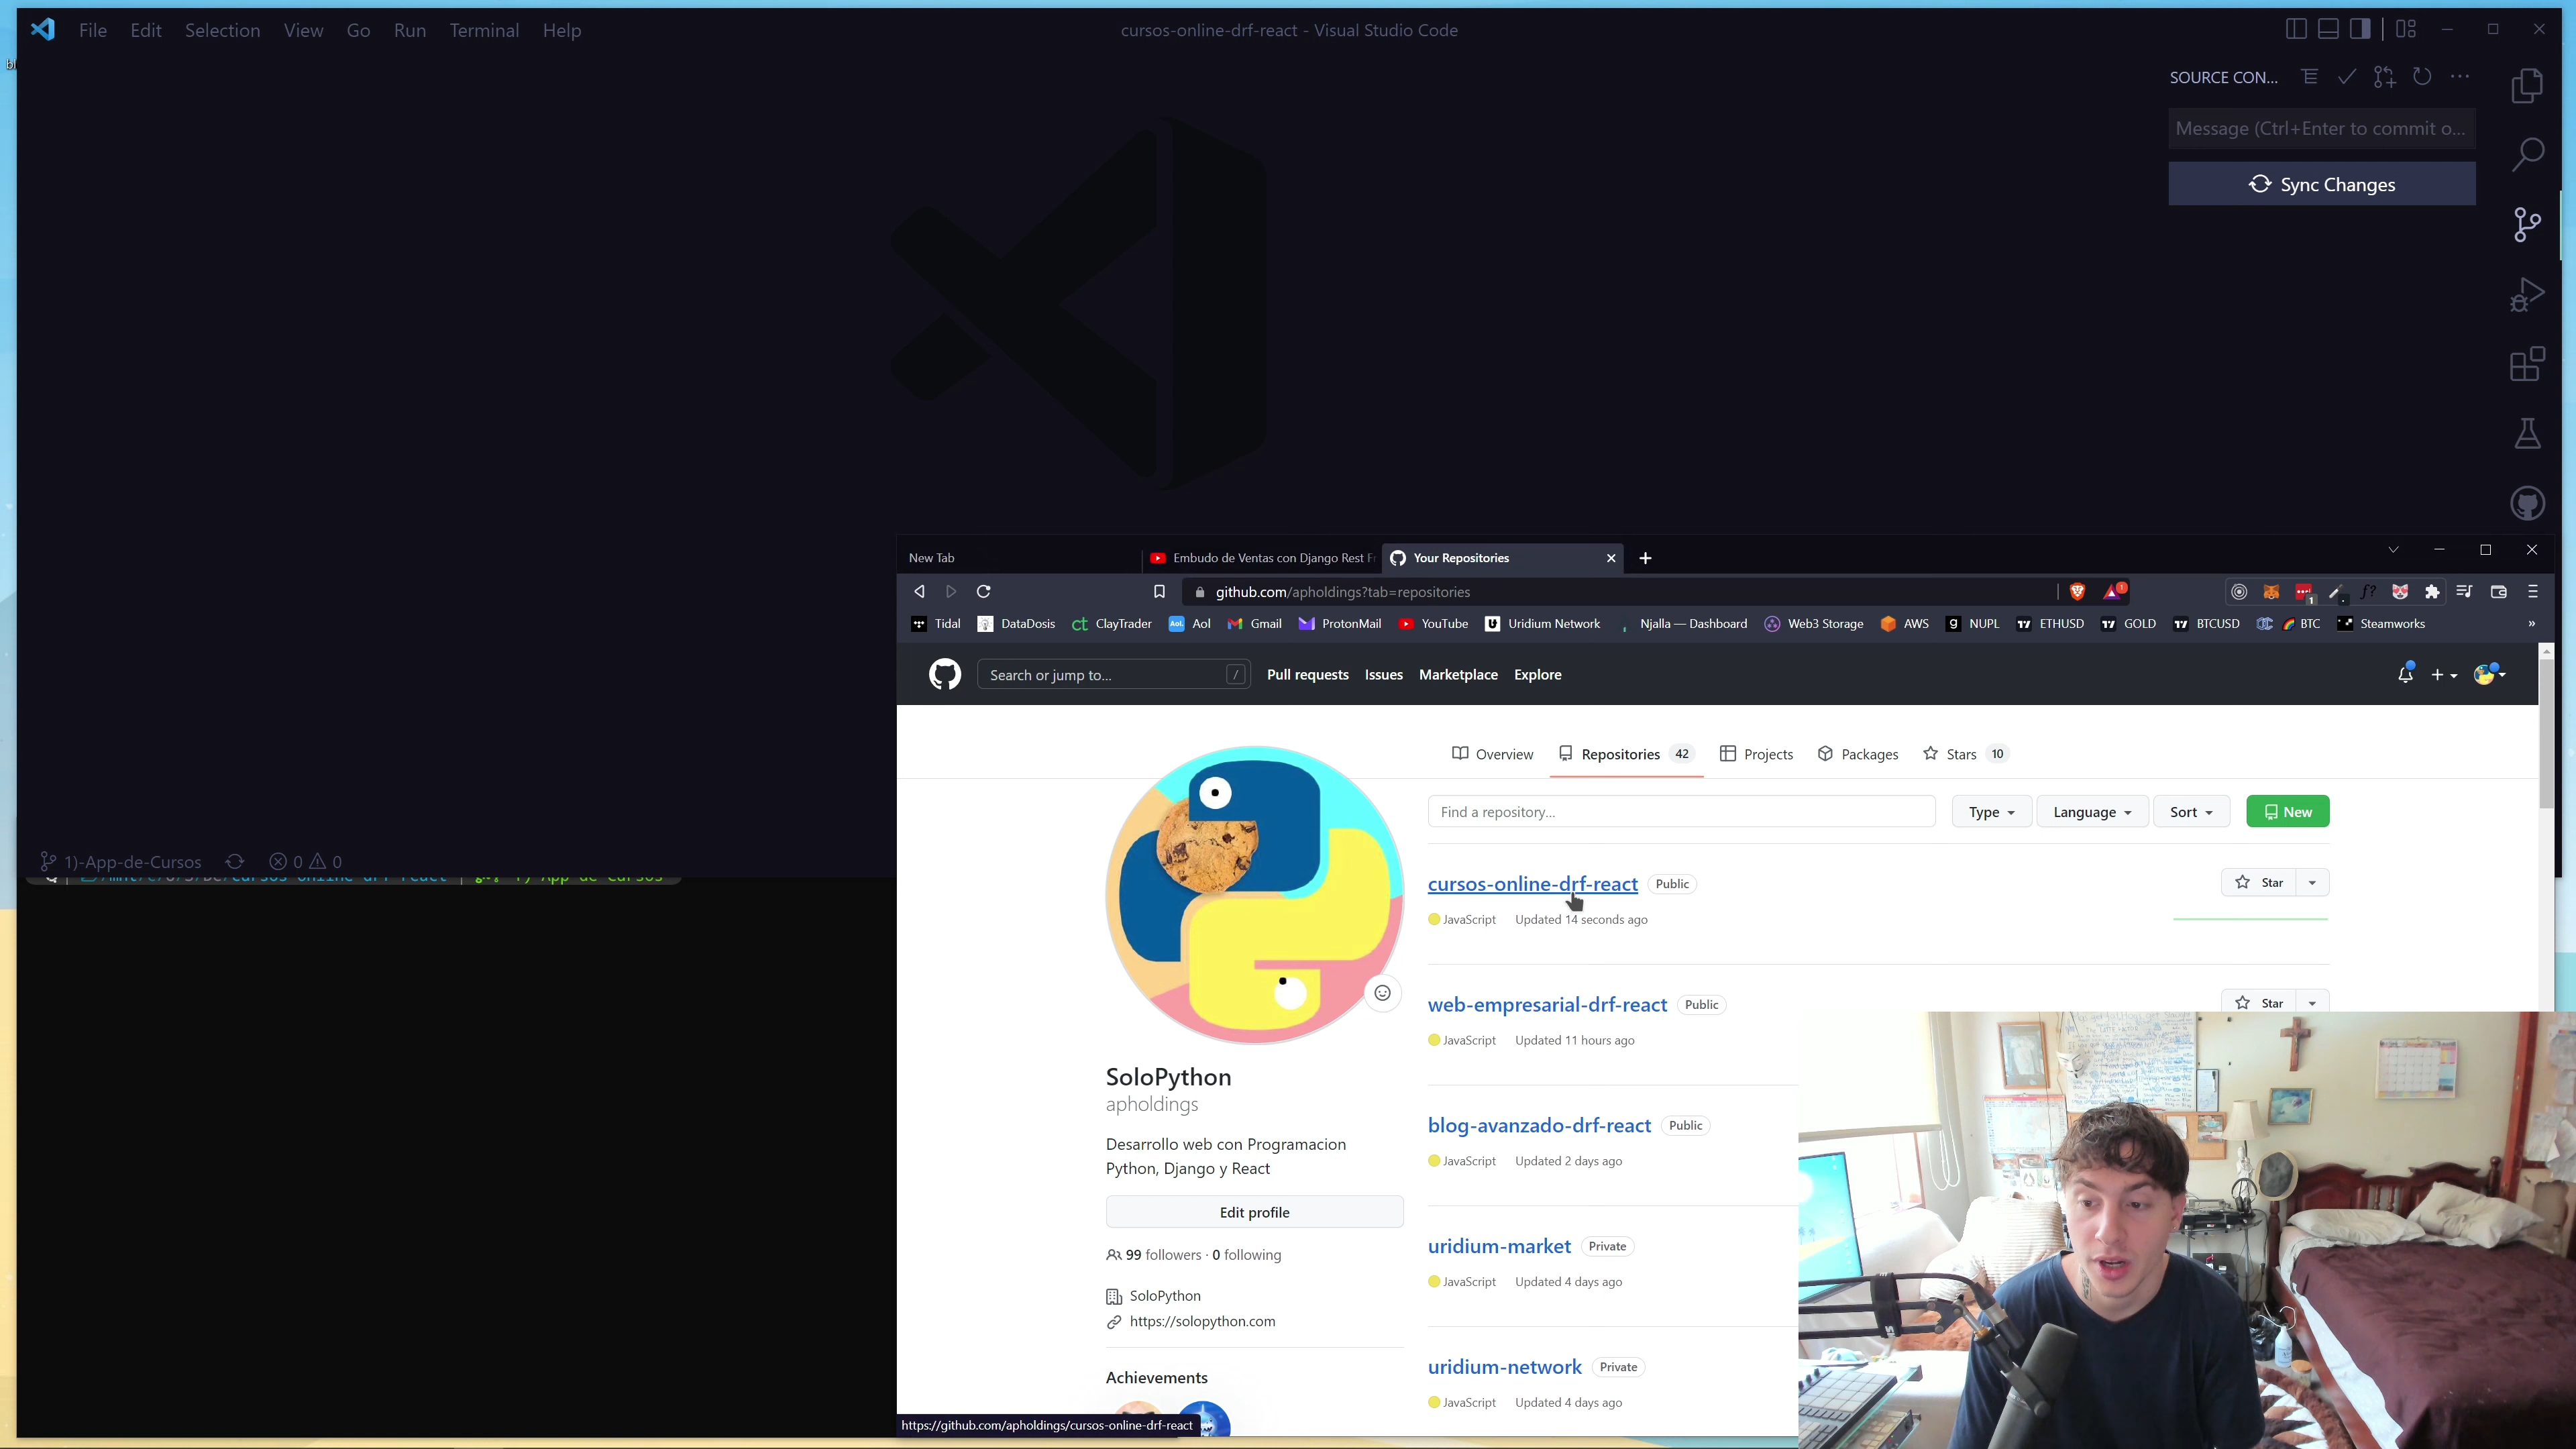 File Edit Selection View Go Run Terminal Help
cursos-online-drf-react - Visual Studio Code
SOURCE CON...
Message (Ctrl+Enter to commit o...
Sync Changes
1)-App-de-Cursos 0 0
New Tab
Embudo de Ventas con Django Rest Fr
Your Repositories
github.com/apholdings?tab=repositories
Tidal DataDosis ClayTrader Aol Gmail ProtonMail YouTube Uridium Network Njalla — Dashboard Web3 Storage AWS NUPL ETHUSD GOLD BTCUSD BTC Steamworks »
Search or jump to... /
Pull requests Issues Marketplace Explore
Overview Repositories 42 Projects Packages Stars 10
Find a repository...
Type Language Sort New
cursos-online-drf-react Public
Star
JavaScript Updated 14 seconds ago
web-empresarial-drf-react Public
Star
JavaScript Updated 11 hours ago
blog-avanzado-drf-react Public
JavaScript Updated 2 days ago
uridium-market Private
JavaScript Updated 4 days ago
uridium-network Private
JavaScript Updated 4 days ago
SoloPython
apholdings
Desarrollo web con Programacion
Python, Django y React
Edit profile
99 followers · 0 following
SoloPython
https://solopython.com
Achievements
https://github.com/apholdings/cursos-online-drf-react